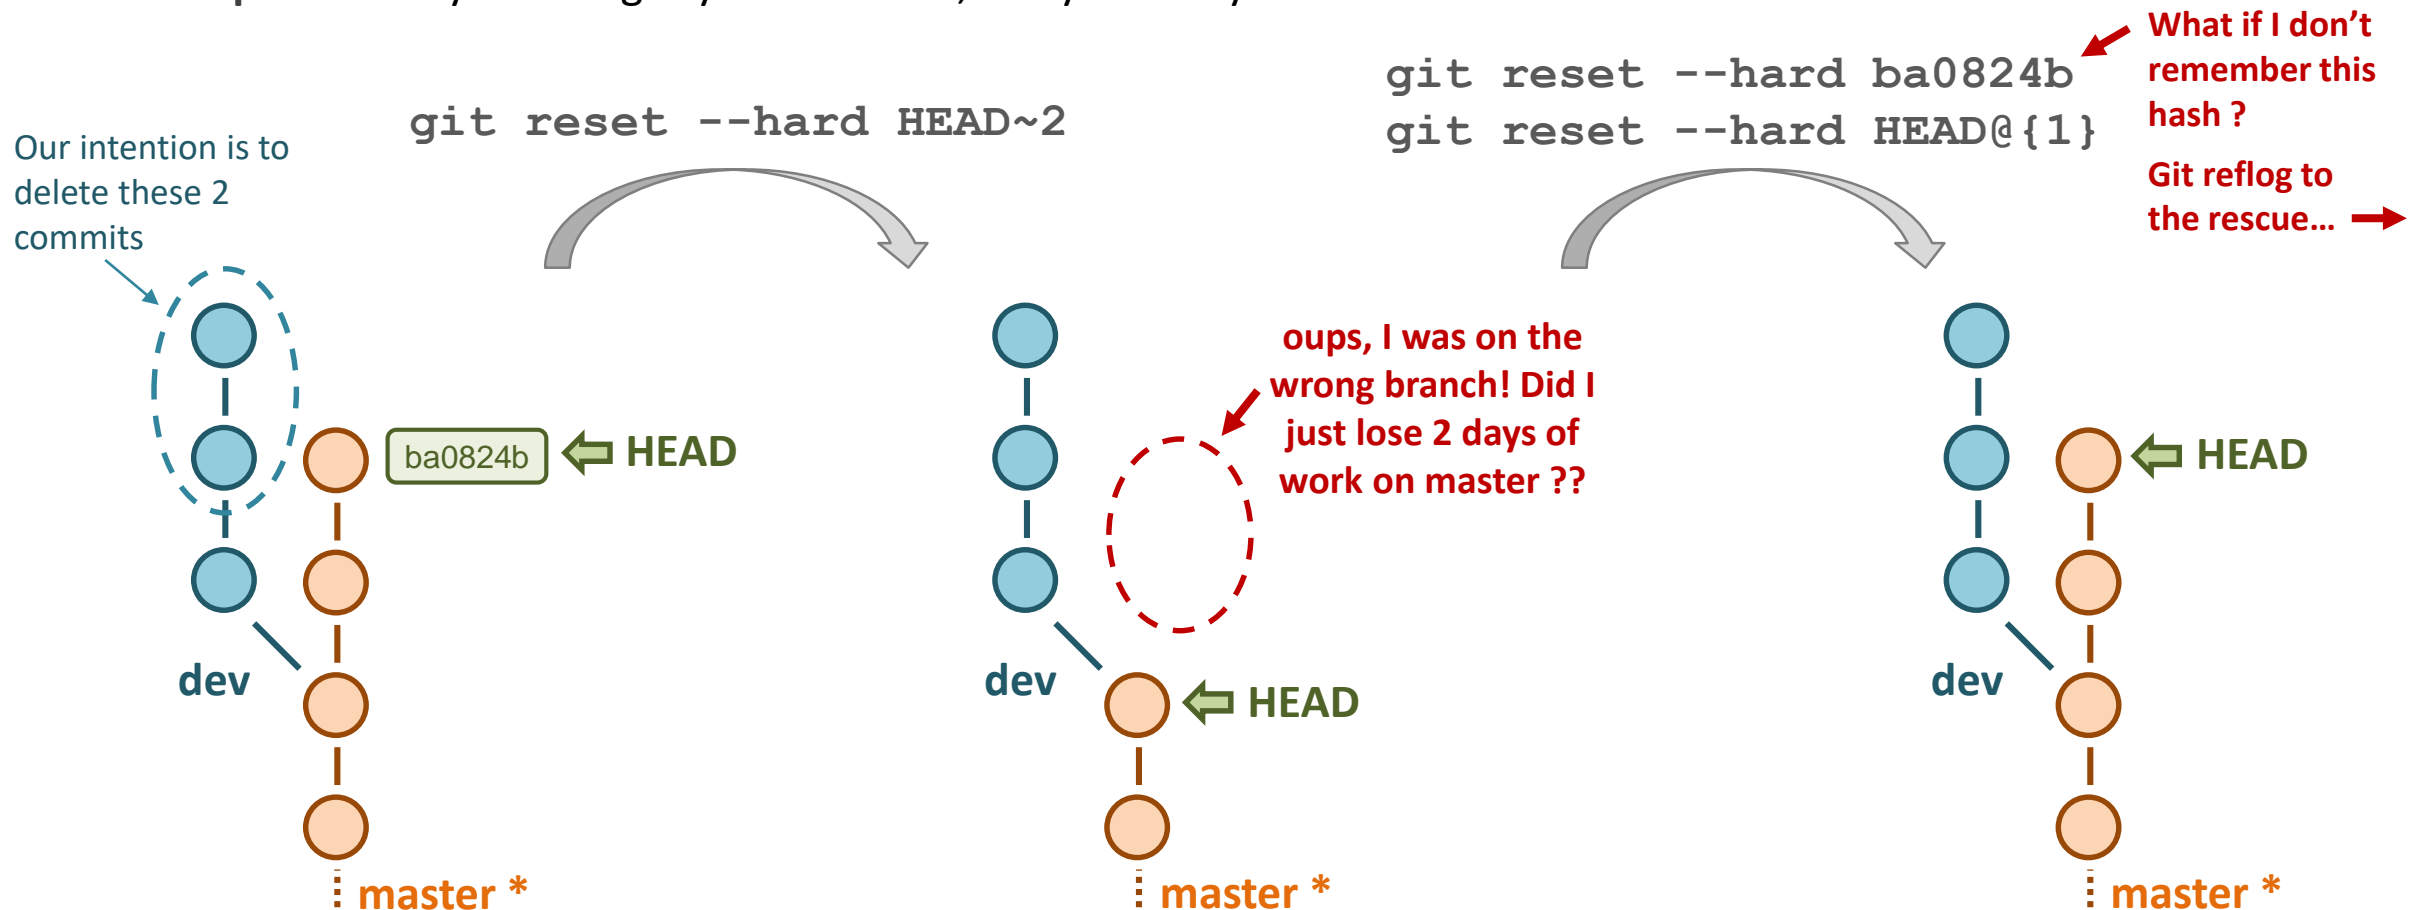 git reset --hard HEAD~2
Our intention is to
delete these 2
commits
ba0824b
HEAD
dev
master *
oups, I was on the
wrong branch! Did I
just lose 2 days of
work on master ??
HEAD
dev
master *
git reset --hard ba0824b
git reset --hard HEAD@{1}
What if I don’t
remember this
hash ?
Git reflog to
the rescue…
HEAD
dev
master *